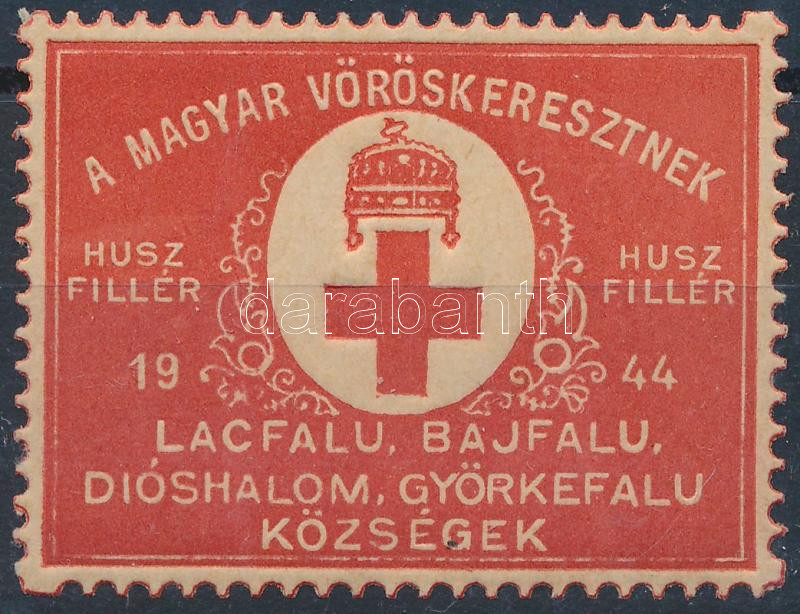 A MAGYAR VÖRÖSKERESZTNEK
HUSZ FILLÉR
HUSZ FILLÉR
darabanth
19 44
LACFALU, BAJFALU,
DIÓSHALOM, GYÖRKEFALU
KÖZSÉGEK